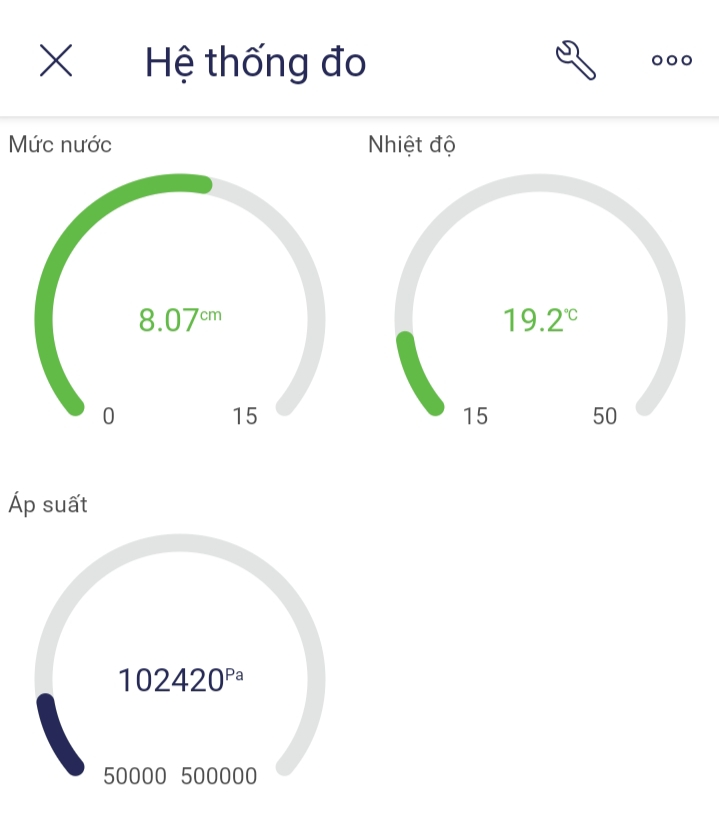 Hệ thống đo
Mức nước
Nhiệt độ
8.07cm
19.2℃
0 15
15 50
Áp suất
102420Pa
50000 500000